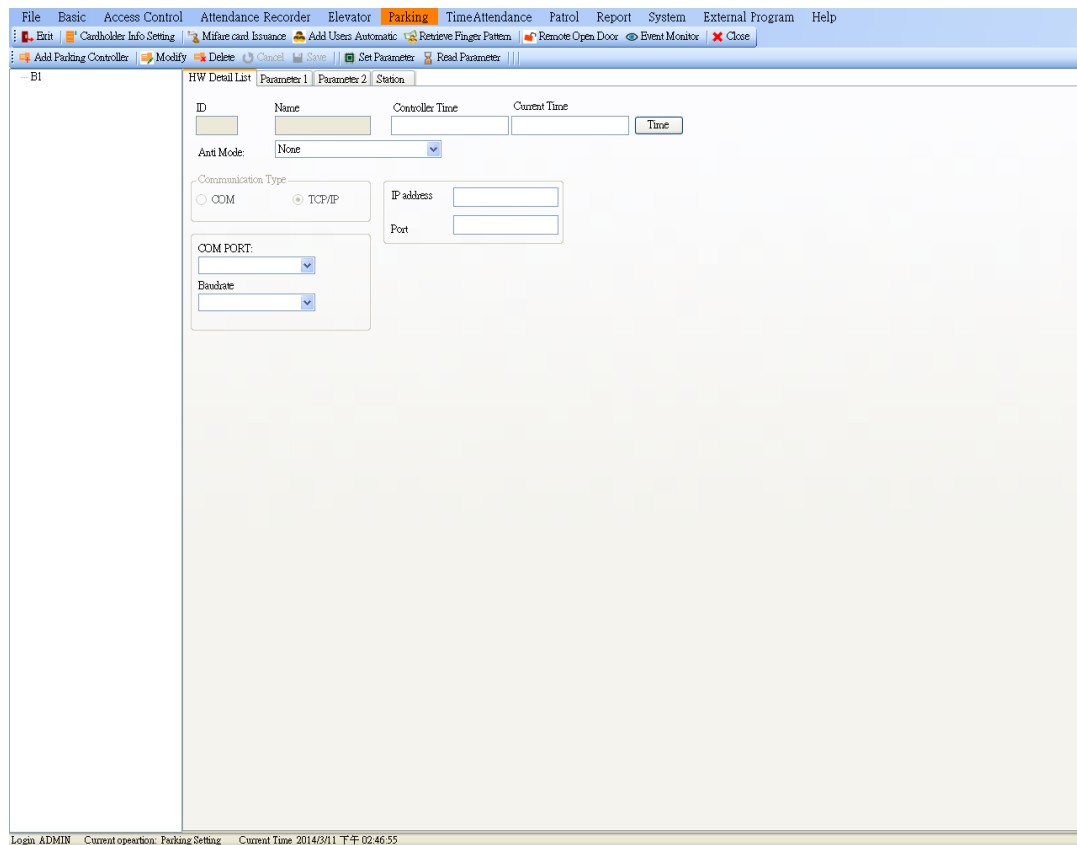 File Basic Access Control Attendance Recorder Elevator Parking TimeAttendance Patrol Report System External Program Help
Exit Cardholder Info Setting Mifare card Issuance Add Users Automatic Retrieve Finger Pattern Remote Open Door Event Monitor Close
Add Parking Controller Modify Delete Cancel Save Set Parameter Read Parameter
B1
HW Detail List Parameter 1 Parameter 2 Station
ID Name Controller Time Current Time
Time
Anti Mode: None
Communication Type
COM TCP/IP
IP address
Port
COM PORT:
Baudrate
Login ADMIN Current opeartion: Parking Setting Current Time 2014/3/11 下午 02:46:55